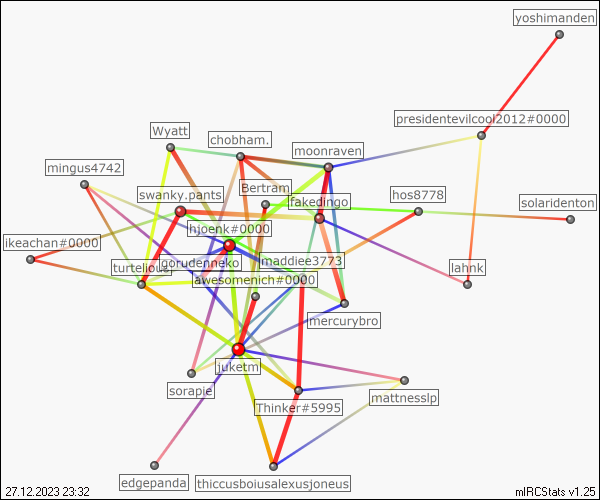 yoshimanden
presidentevilcool2012#0000
Wyatt
chobham.
moonraven
mingus4742
swanky.pants
Bertram
fakedingo
hos8778
solaridenton
hjoenk#0000
ikeachan#0000
turtelious
gorudenneko
maddiee3773
lahnk
awesomenich#0000
mercurybro
juketm
sorapie
Thinker#5995
mattnesslp
edgepanda
thiccusboiusalexusjoneus
27.12.2023 23:32
mIRCStats v1.25